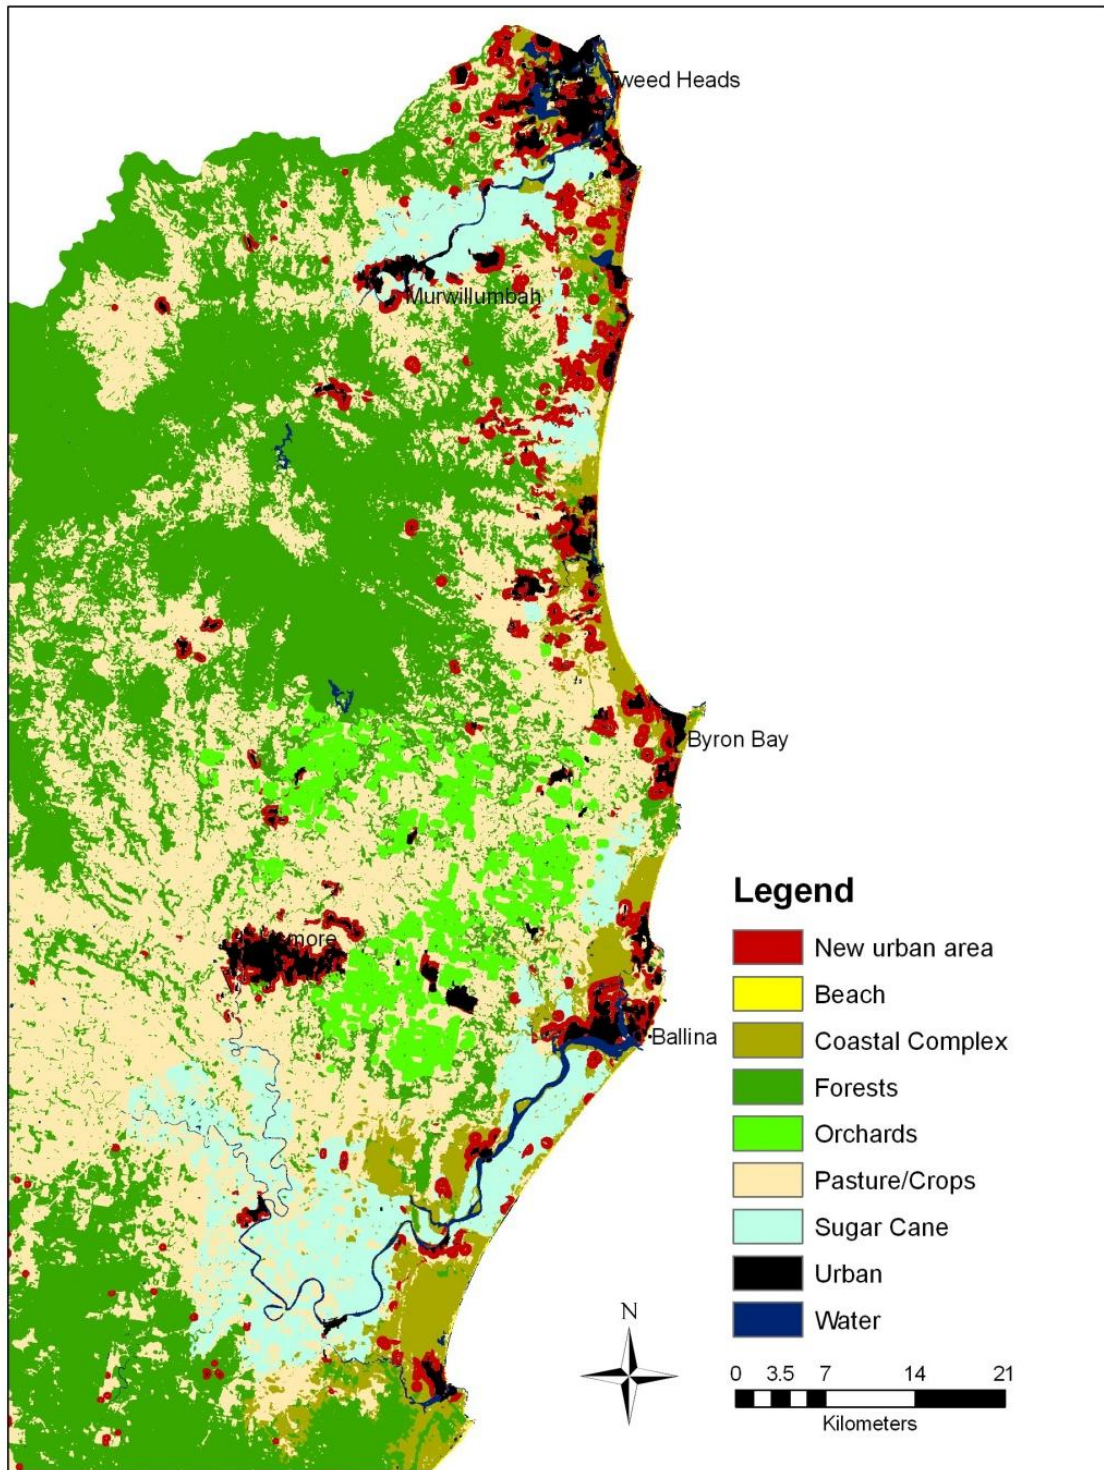 Tweed Heads
Murwillumbah
Byron Bay
more
Ballina
Legend
New urban area
Beach
Coastal Complex
Forests
Orchards
Pasture/Crops
Sugar Cane
Urban
Water
N
0 3.5 7 14 21
Kilometers